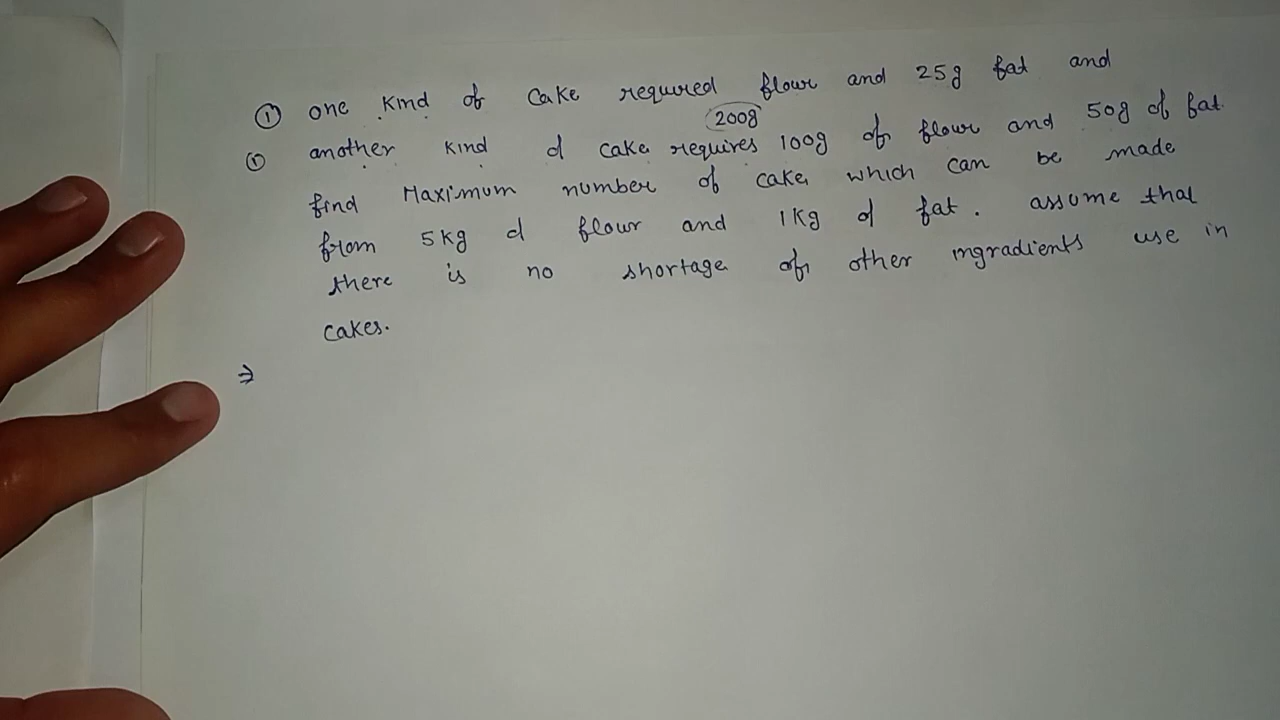 ① one kind of cake required flour and 25g fat and
200g
① another kind of cake requires 100g of flour and 50g of fat.
find Maximum number of cake which can be made
from 5kg of flour and 1kg of fat. assume that
there is no shortage of other ingradients use in
cakes.
⇒